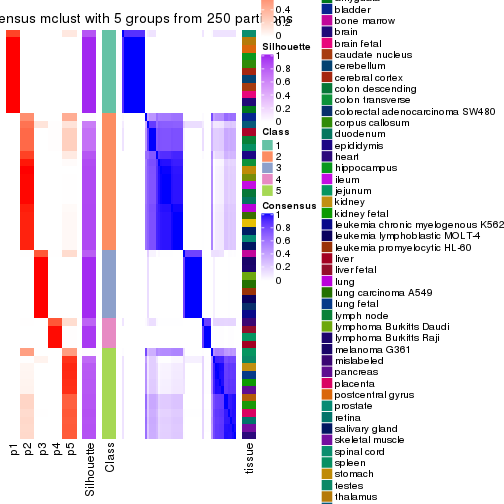 ensus mclust with 5 groups from 250 partitions
0.4
0.2
0
Silhouette
1
0.8
0.6
0.4
0.2
0
Class
1
2
3
4
5
Consensus
1
0.8
0.6
0.4
0.2
0
p1
p2
p3
p4
p5
Silhouette
Class
tissue
bladder
bone marrow
brain
brain fetal
caudate nucleus
cerebellum
cerebral cortex
colon descending
colon transverse
colorectal adenocarcinoma SW480
corpus callosum
duodenum
epididymis
heart
hippocampus
ileum
jejunum
kidney
kidney fetal
leukemia chronic myelogenous K562
leukemia lymphoblastic MOLT-4
leukemia promyelocytic HL-60
liver
liver fetal
lung
lung carcinoma A549
lung fetal
lymph node
lymphoma Burkitts Daudi
lymphoma Burkitts Raji
melanoma G361
mislabeled
pancreas
placenta
postcentral gyrus
prostate
retina
salivary gland
skeletal muscle
spinal cord
spleen
stomach
testes
thalamus